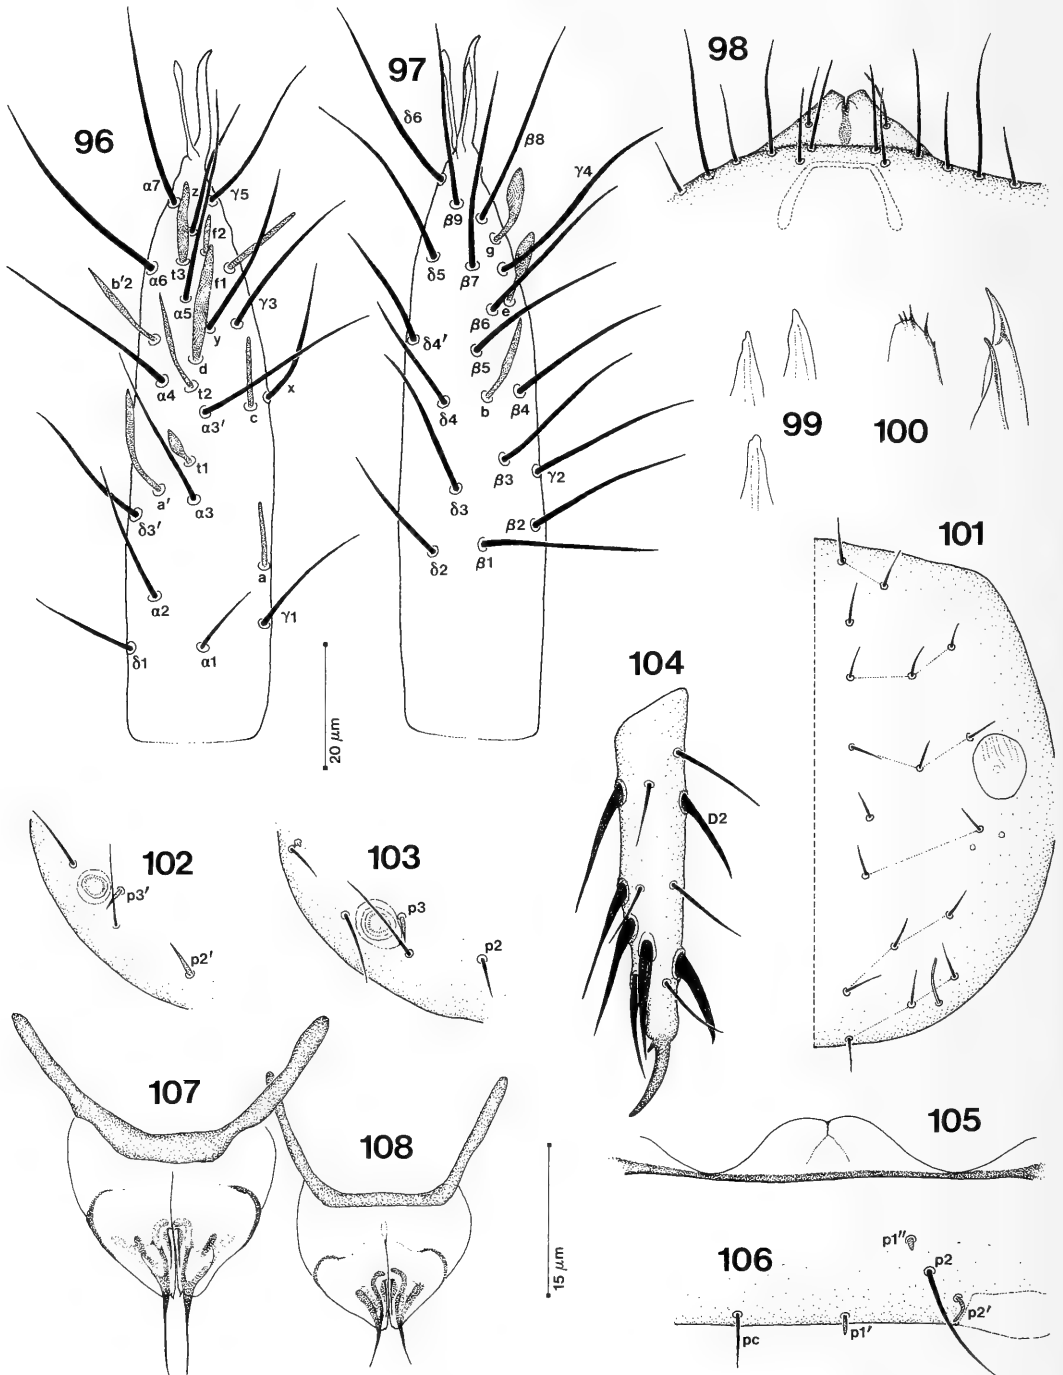 96
α7
z
γ5
f2
t3
f1
α6
b'2
α5
γ3
y
d
t2
α4
α3'
c
x
t1
a'
α3
δ3'
a
α2
γ1
δ1
α1
20 μm
97
δ6
β8
γ4
β9
g
δ5
β7
e
β6
δ4'
β5
b
δ4
β4
β3
γ2
δ3
β2
δ2
β1
98
99
100
101
104
D2
102
p3'
p2'
103
p3
p2
107
108
15 μm
105
106
p1''
p2
p2'
pc
p1'